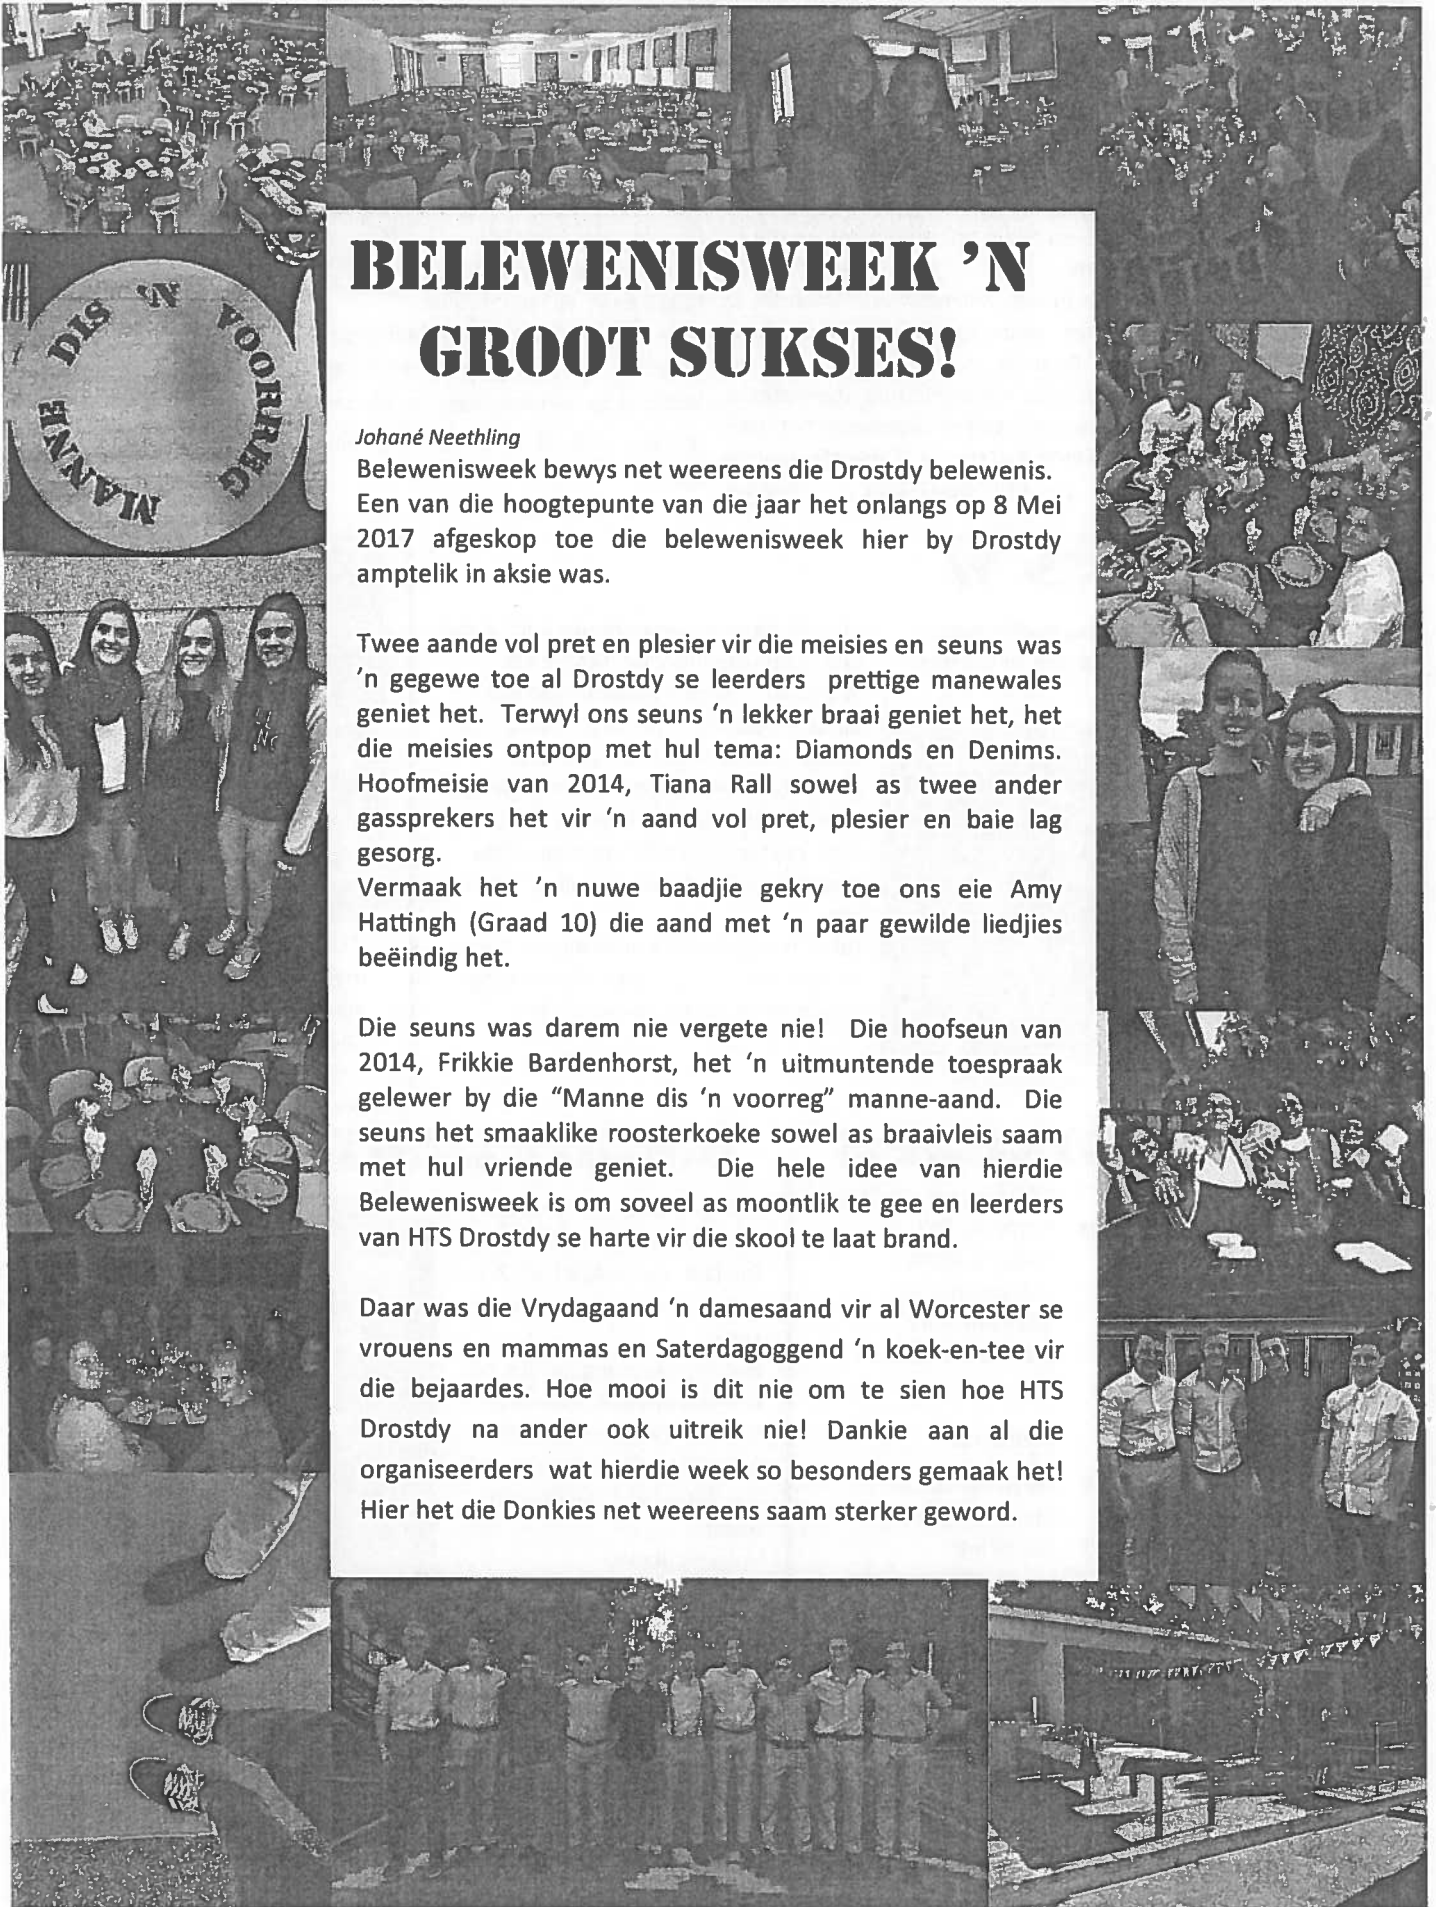 BELEWENISWEEK ’N
GROOT SUKSES!
DIS 'N VOORREG
MANNE
Johané Neethling
Belewenisweek bewys net weereens die Drostdy belewenis.
Een van die hoogtepunte van die jaar het onlangs op 8 Mei
2017 afgeskop toe die belewenisweek hier by Drostdy
amptelik in aksie was.
Twee aande vol pret en plesier vir die meisies en seuns was
'n gegewe toe al Drostdy se leerders prettige manewales
geniet het. Terwyl ons seuns 'n lekker braai geniet het, het
die meisies ontpop met hul tema: Diamonds en Denims.
Hoofmeisie van 2014, Tiana Rall sowel as twee ander
gassprekers het vir 'n aand vol pret, plesier en baie lag
gesorg.
Vermaak het 'n nuwe baadjie gekry toe ons eie Amy
Hattingh (Graad 10) die aand met 'n paar gewilde liedjies
beëindig het.
Die seuns was darem nie vergete nie! Die hoofseun van
2014, Frikkie Bardenhorst, het 'n uitmuntende toespraak
gelewer by die "Manne dis 'n voorreg" manne-aand. Die
seuns het smaaklike roosterkoeke sowel as braaivleis saam
met hul vriende geniet. Die hele idee van hierdie
Belewenisweek is om soveel as moontlik te gee en leerders
van HTS Drostdy se harte vir die skool te laat brand.
Daar was die Vrydagaand 'n damesaand vir al Worcester se
vrouens en mammas en Saterdagoggend 'n koek-en-tee vir
die bejaardes. Hoe mooi is dit nie om te sien hoe HTS
Drostdy na ander ook uitreik nie! Dankie aan al die
organiseerders wat hierdie week so besonders gemaak het!
Hier het die Donkies net weereens saam sterker geword.